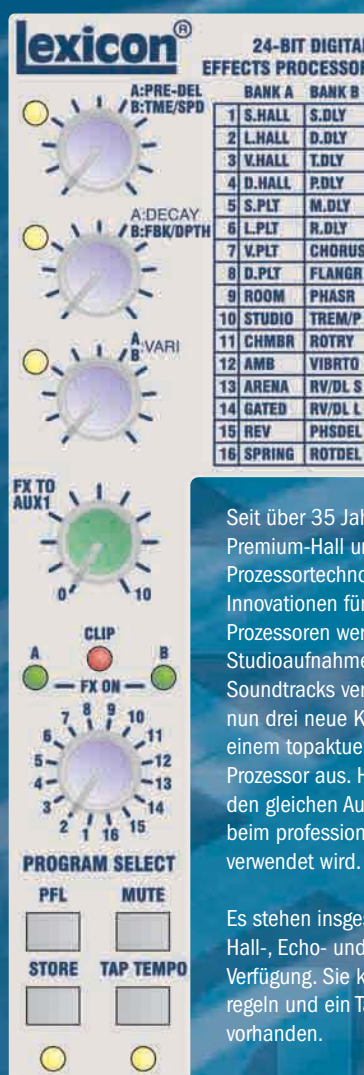 lexicon®
24-BIT DIGITAL
EFFECTS PROCESSOR
BANK A BANK B
1 S.HALL S.DLY
2 L.HALL D.DLY
3 V.HALL T.DLY
4 D.HALL P.DLY
5 S.PLT M.DLY
6 L.PLT R.DLY
7 V.PLT CHORUS
8 D.PLT FLANGR
9 ROOM PHASR
10 STUDIO TREM/P
11 CHMBR ROTRY
12 AMB VIBRTO
13 ARENA RV/DL S
14 GATED RV/DL L
15 REV PHSDEL
16 SPRING ROTDEL
A:PRE-DEL
B:TME/SPD
A:DECAY
B:FBK/DPTH
A
B:VARI
FX TO
AUX1
0 10
CLIP
A B
FX ON
7 8 9 10
6 11
5 12
4 13
3 14
2 1 16 15
PROGRAM SELECT
PFL MUTE
STORE TAP TEMPO
Seit über 35 Jah
Premium-Hall un
Prozessortechno
Innovationen für
Prozessoren wer
Studioaufnahme
Soundtracks ver
nun drei neue K
einem topaktue
Prozessor aus. H
den gleichen Au
beim profession
verwendet wird.
Es stehen insge
Hall-, Echo- und
Verfügung. Sie k
regeln und ein Ta
vorhanden.